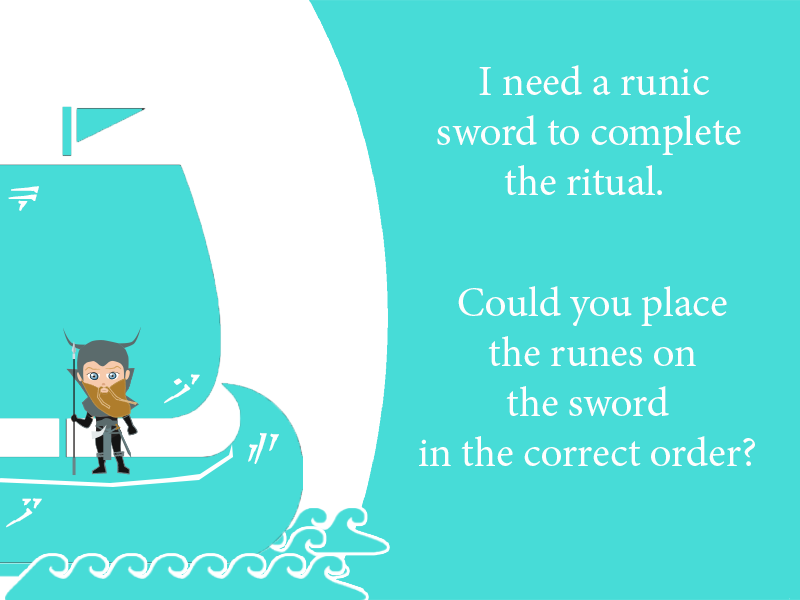 I need a runic
sword to complete
the ritual.
Could you place
the runes on
the sword
in the correct order?